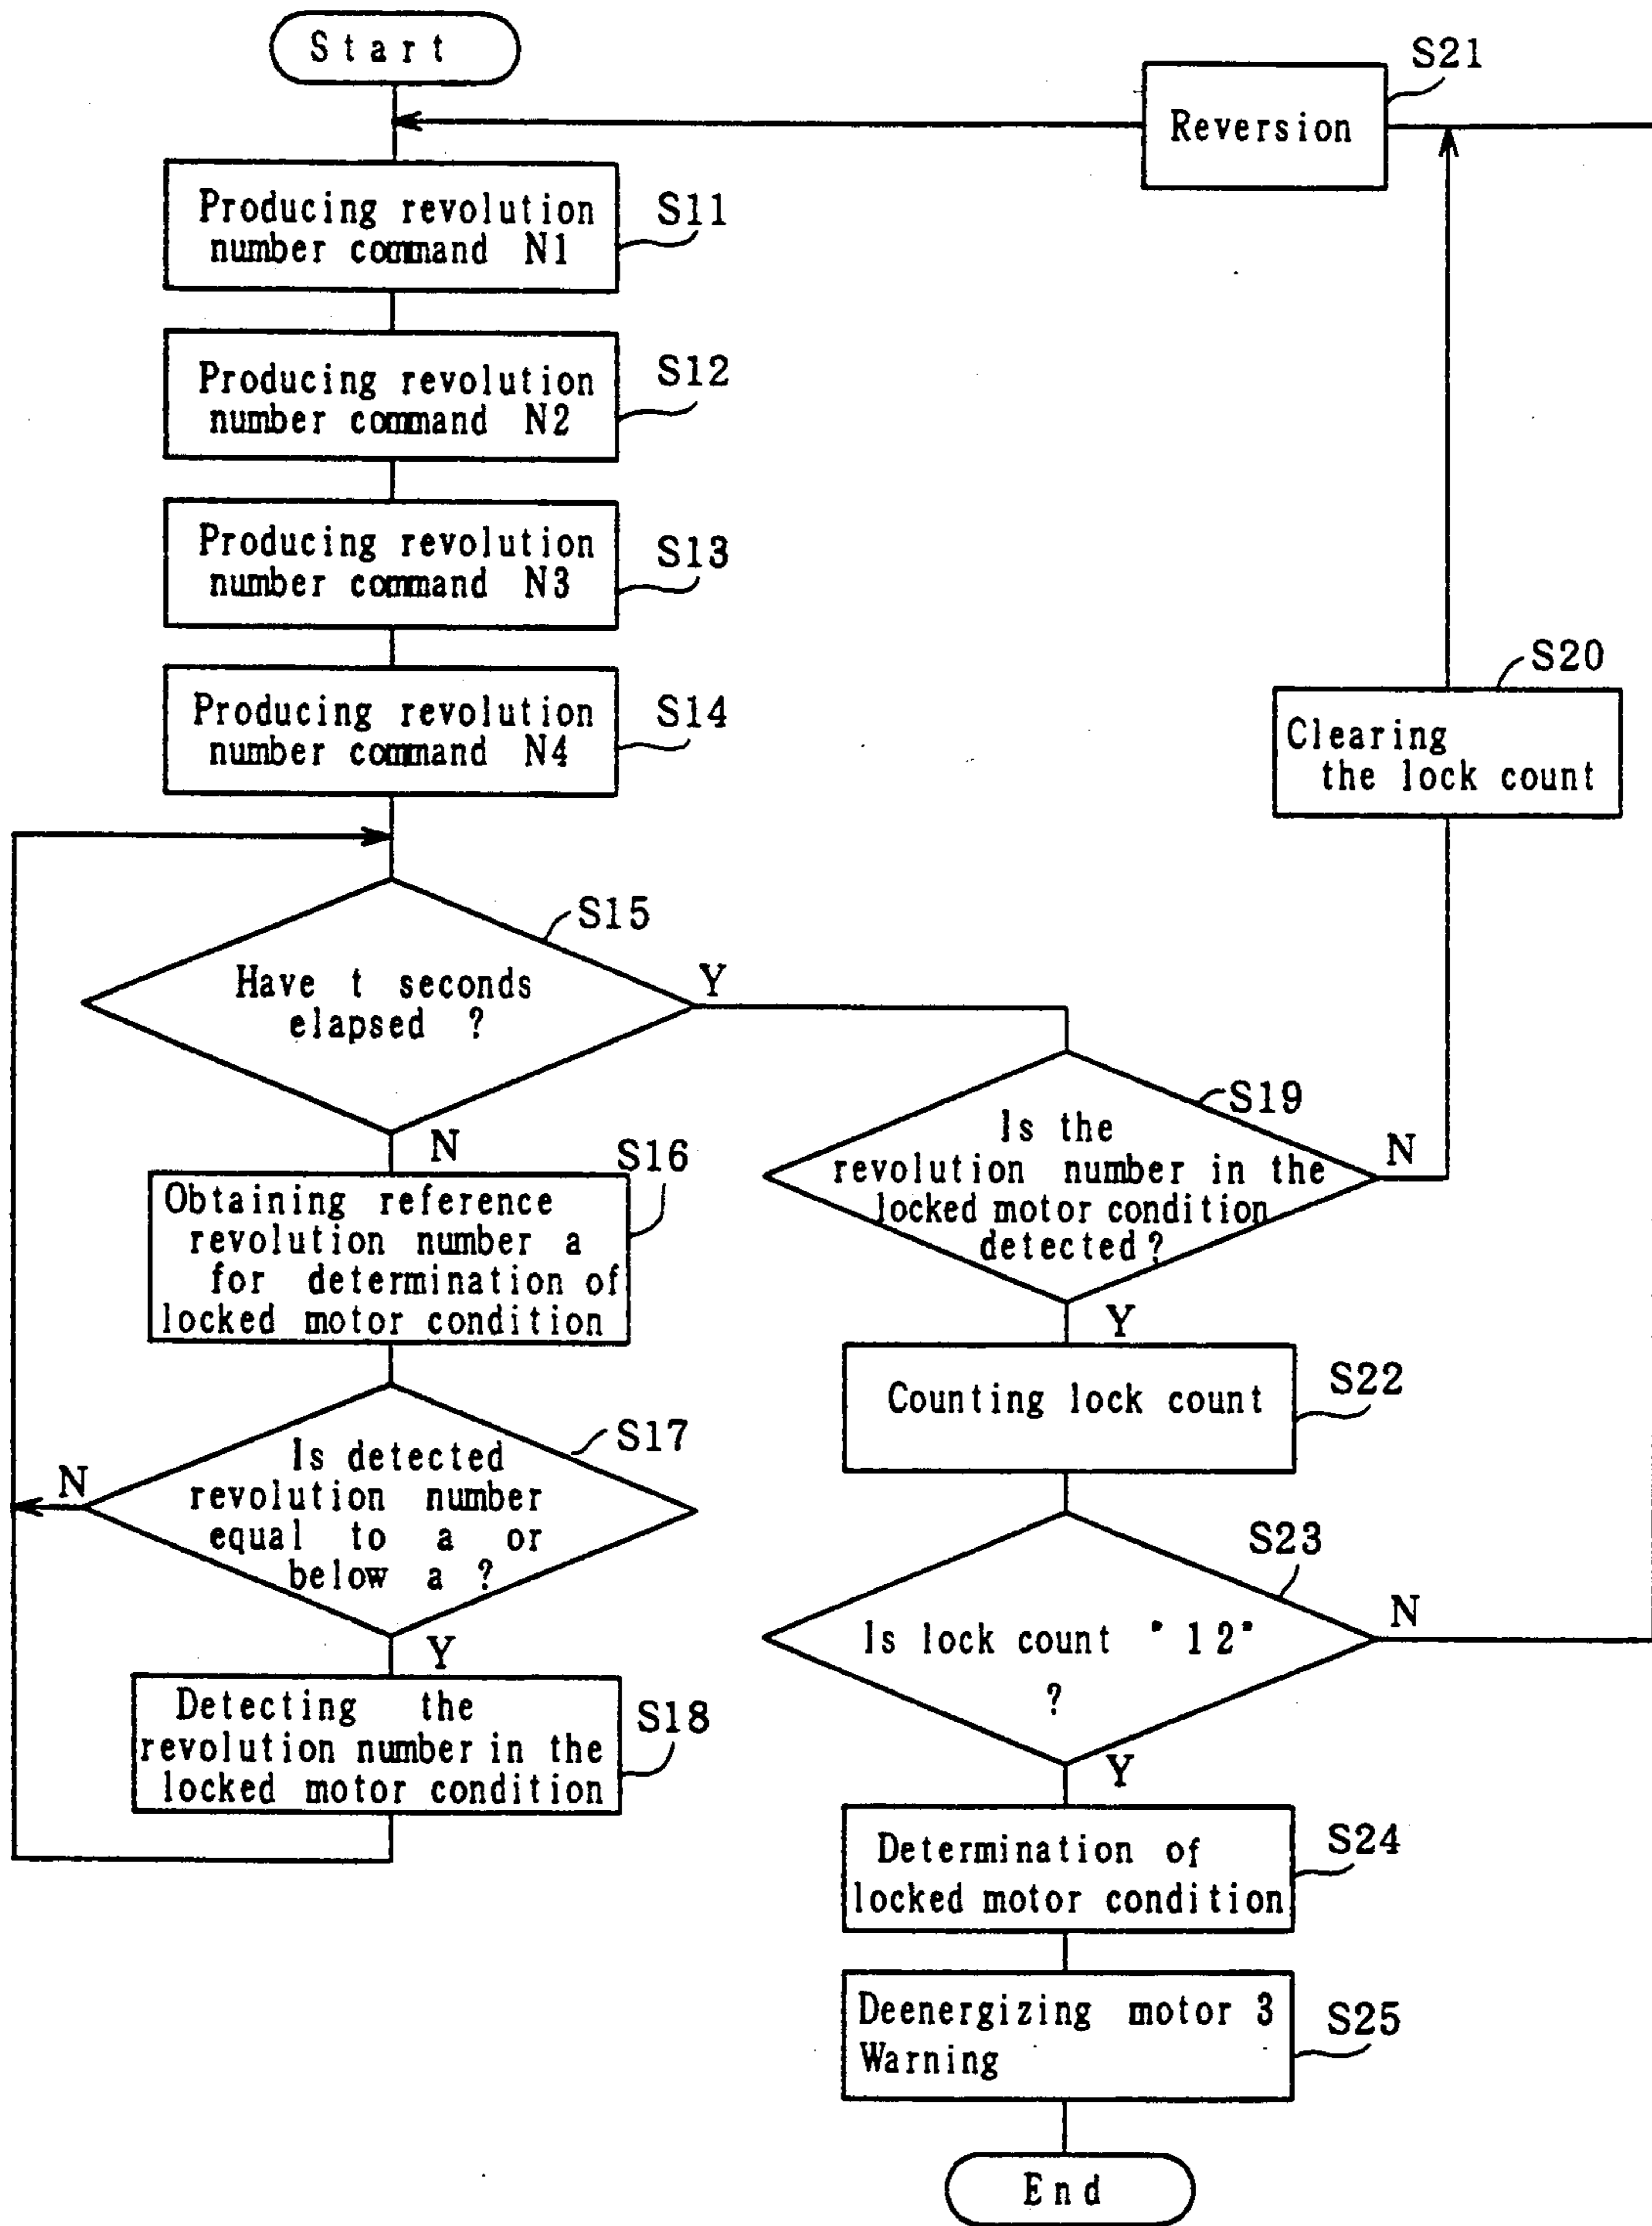 Start
S21
Reversion
Producing revolution
number command N1
S11
Producing revolution
number command N2
S12
Producing revolution
number command N3
S13
Producing revolution
number command N4
S14
S20
Clearing
the lock count
S15
Have t seconds
elapsed ?
Y
N
S16
Obtaining reference
revolution number a
for determination of
locked motor condition
S19
Is the
revolution number in the
locked motor condition
detected?
N
Y
S17
Is detected
revolution number
equal to a or
below a ?
N
Y
Counting lock count
S22
S23
Is lock count "12"
?
N
Y
Detecting the
revolution number in the
locked motor condition
S18
Determination of
locked motor condition
S24
Deenergizing motor 3
Warning
S25
End